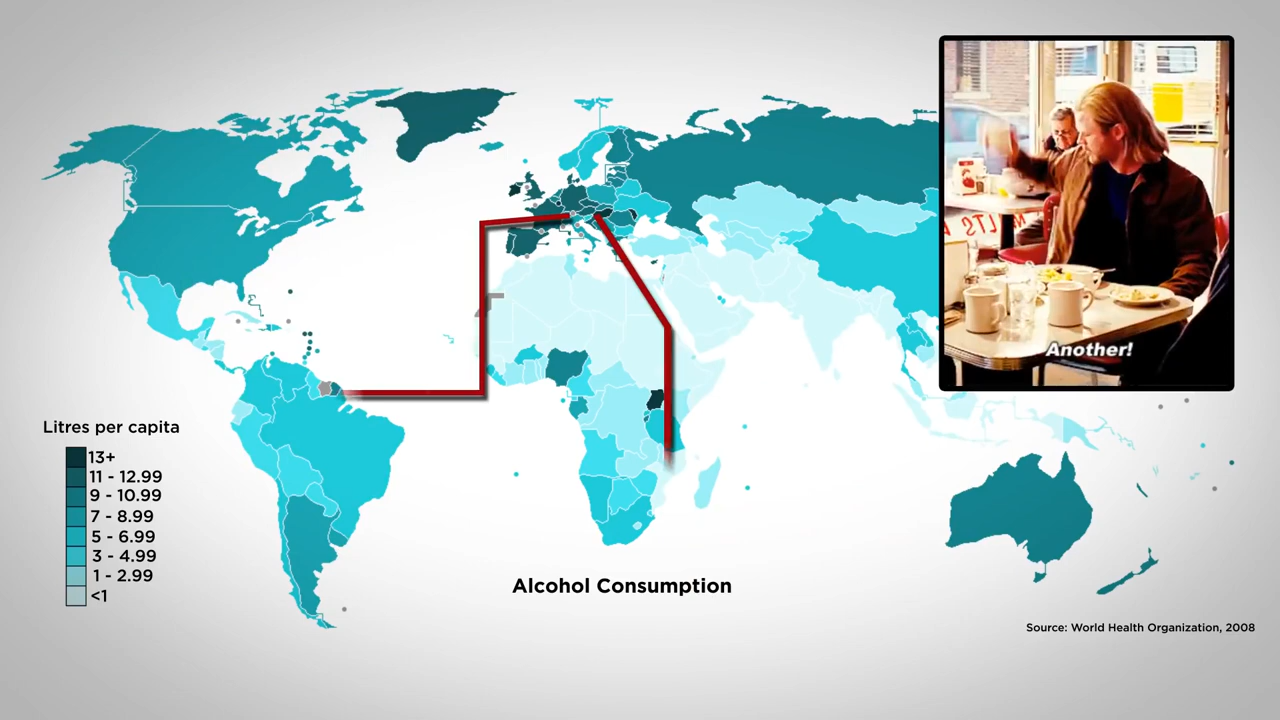 Another!
Litres per capita
13+
11 - 12.99
9 - 10.99
7 - 8.99
5 - 6.99
3 - 4.99
1 - 2.99
<1
Alcohol Consumption
Source: World Health Organization, 2008